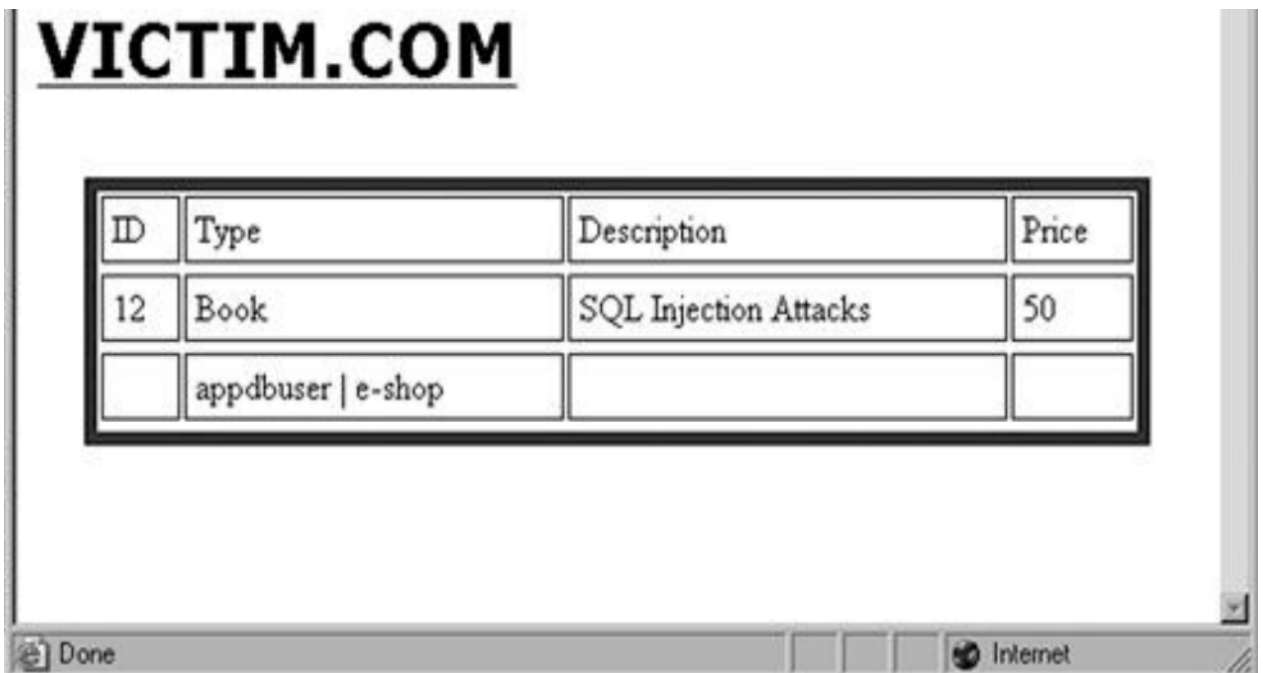 VICTIM.COM
ID Type Description Price
12 Book SQL Injection Attacks 50
appdbuser | e-shop
Done Internet